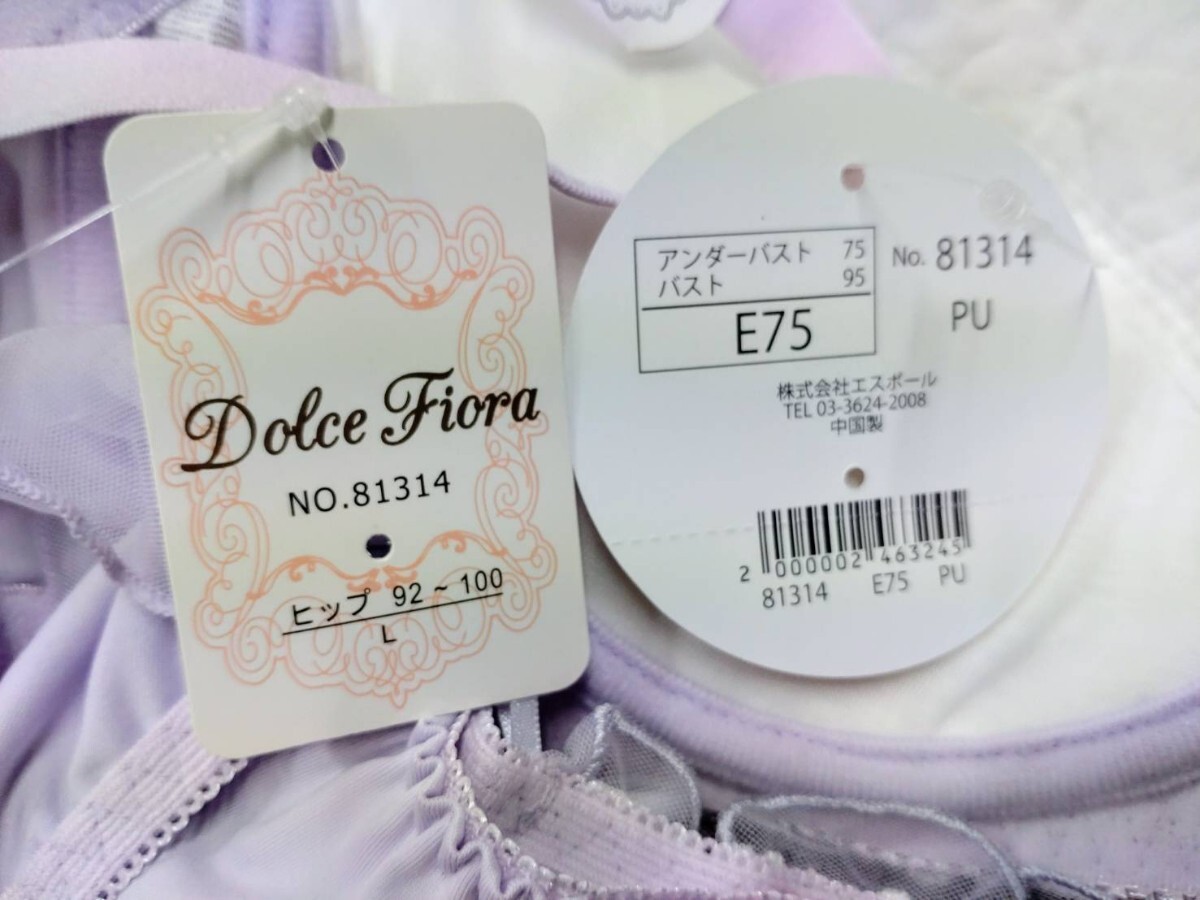 Dolce Fiora
NO.81314
ヒップ 92~100
L
アンダーバスト 75
バスト 95
E75
No. 81314
PU
株式会社エスポール
TEL 03-3624-2008
中国製
2 000002 463245
81314 E75 PU